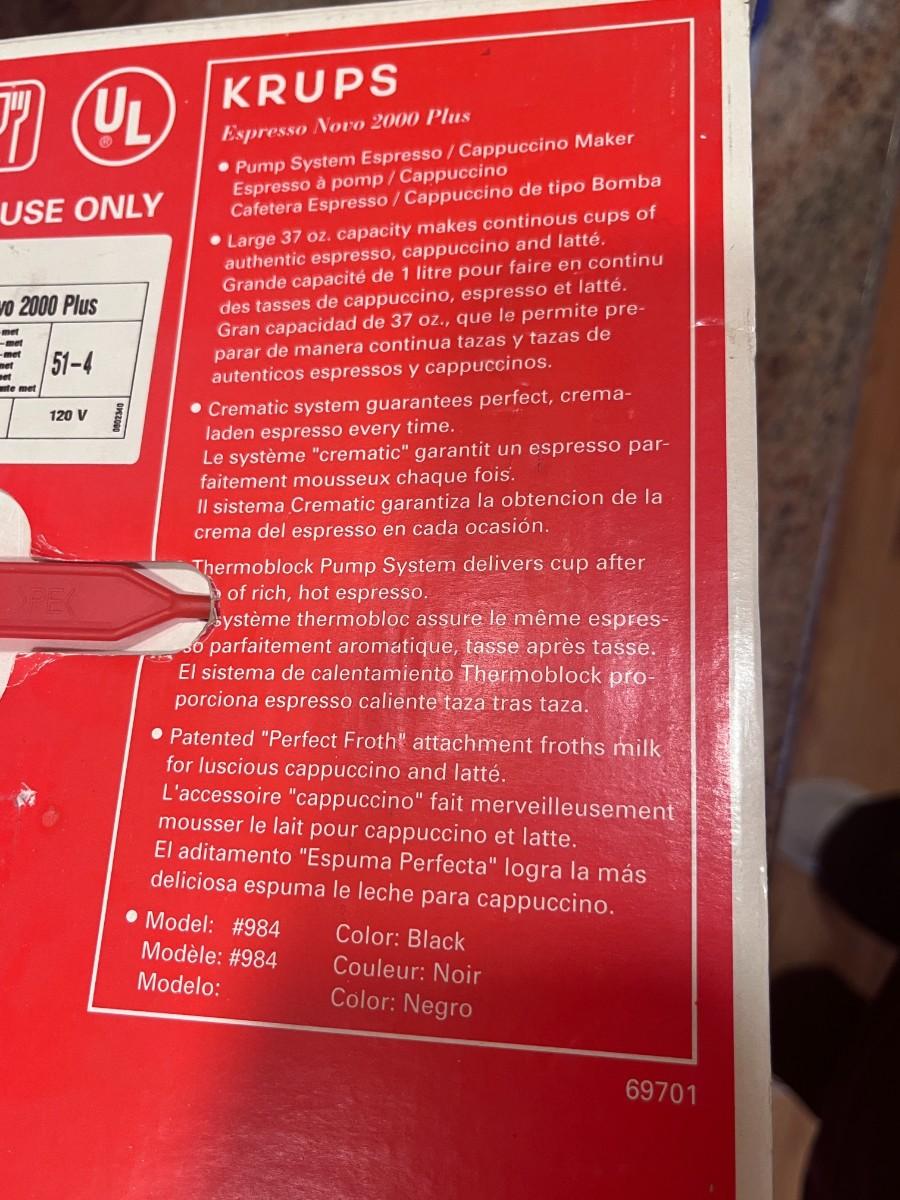 UL
®
USE ONLY
vo 2000 Plus
met
met
met
met
met
51-4
120 V
0802340
>PE<
KRUPS
Espresso Novo 2000 Plus
• Pump System Espresso / Cappuccino Maker
Espresso à pomp / Cappuccino
Cafetera Espresso / Cappuccino de tipo Bomba
• Large 37 oz. capacity makes continous cups of
authentic espresso, cappuccino and latté.
Grande capacité de 1 litre pour faire en continu
des tasses de cappuccino, espresso et latté.
Gran capacidad de 37 oz., que le permite pre-
parar de manera continua tazas y tazas de
autenticos espressos y cappuccinos.
• Crematic system guarantees perfect, crema-
laden espresso every time.
Le système "crematic" garantit un espresso par-
faitement mousseux chaque fois.
Il sistema Crematic garantiza la obtencion de la
crema del espresso en cada ocasión.
Thermoblock Pump System delivers cup after
of rich, hot espresso.
système thermobloc assure le même espres-
so parfaitement aromatique, tasse après tasse.
El sistema de calentamiento Thermoblock pro-
porciona espresso caliente taza tras taza.
• Patented "Perfect Froth" attachment froths milk
for luscious cappuccino and latté.
L'accessoire "cappuccino" fait merveilleusement
mousser le lait pour cappuccino et latte.
El aditamento "Espuma Perfecta" logra la más
deliciosa espuma le leche para cappuccino.
• Model: #984 Color: Black
Modèle: #984 Couleur: Noir
Modelo: Color: Negro
69701